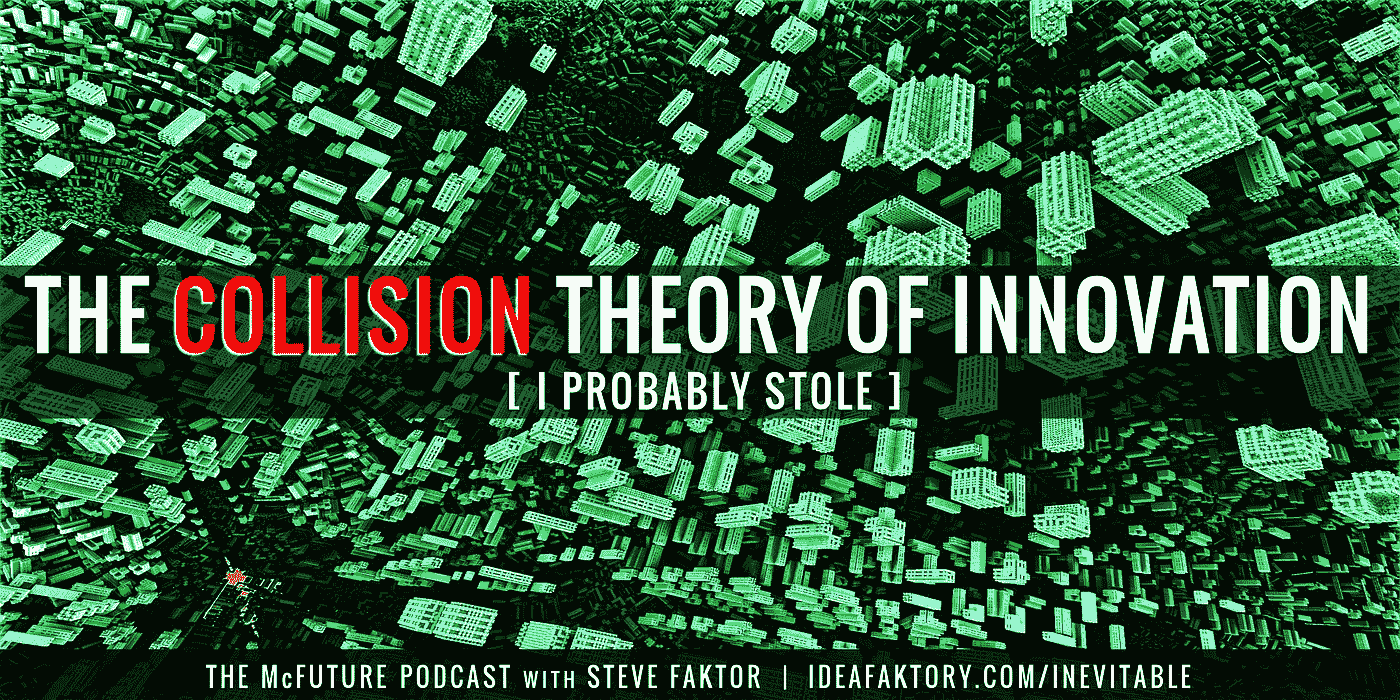 THE COLLISION THEORY OF INNOVATION
[ I PROBABLY STOLE ]
THE McFUTURE PODCAST WITH STEVE FAKTOR | IDEAFAKTORY.COM/INEVITABLE